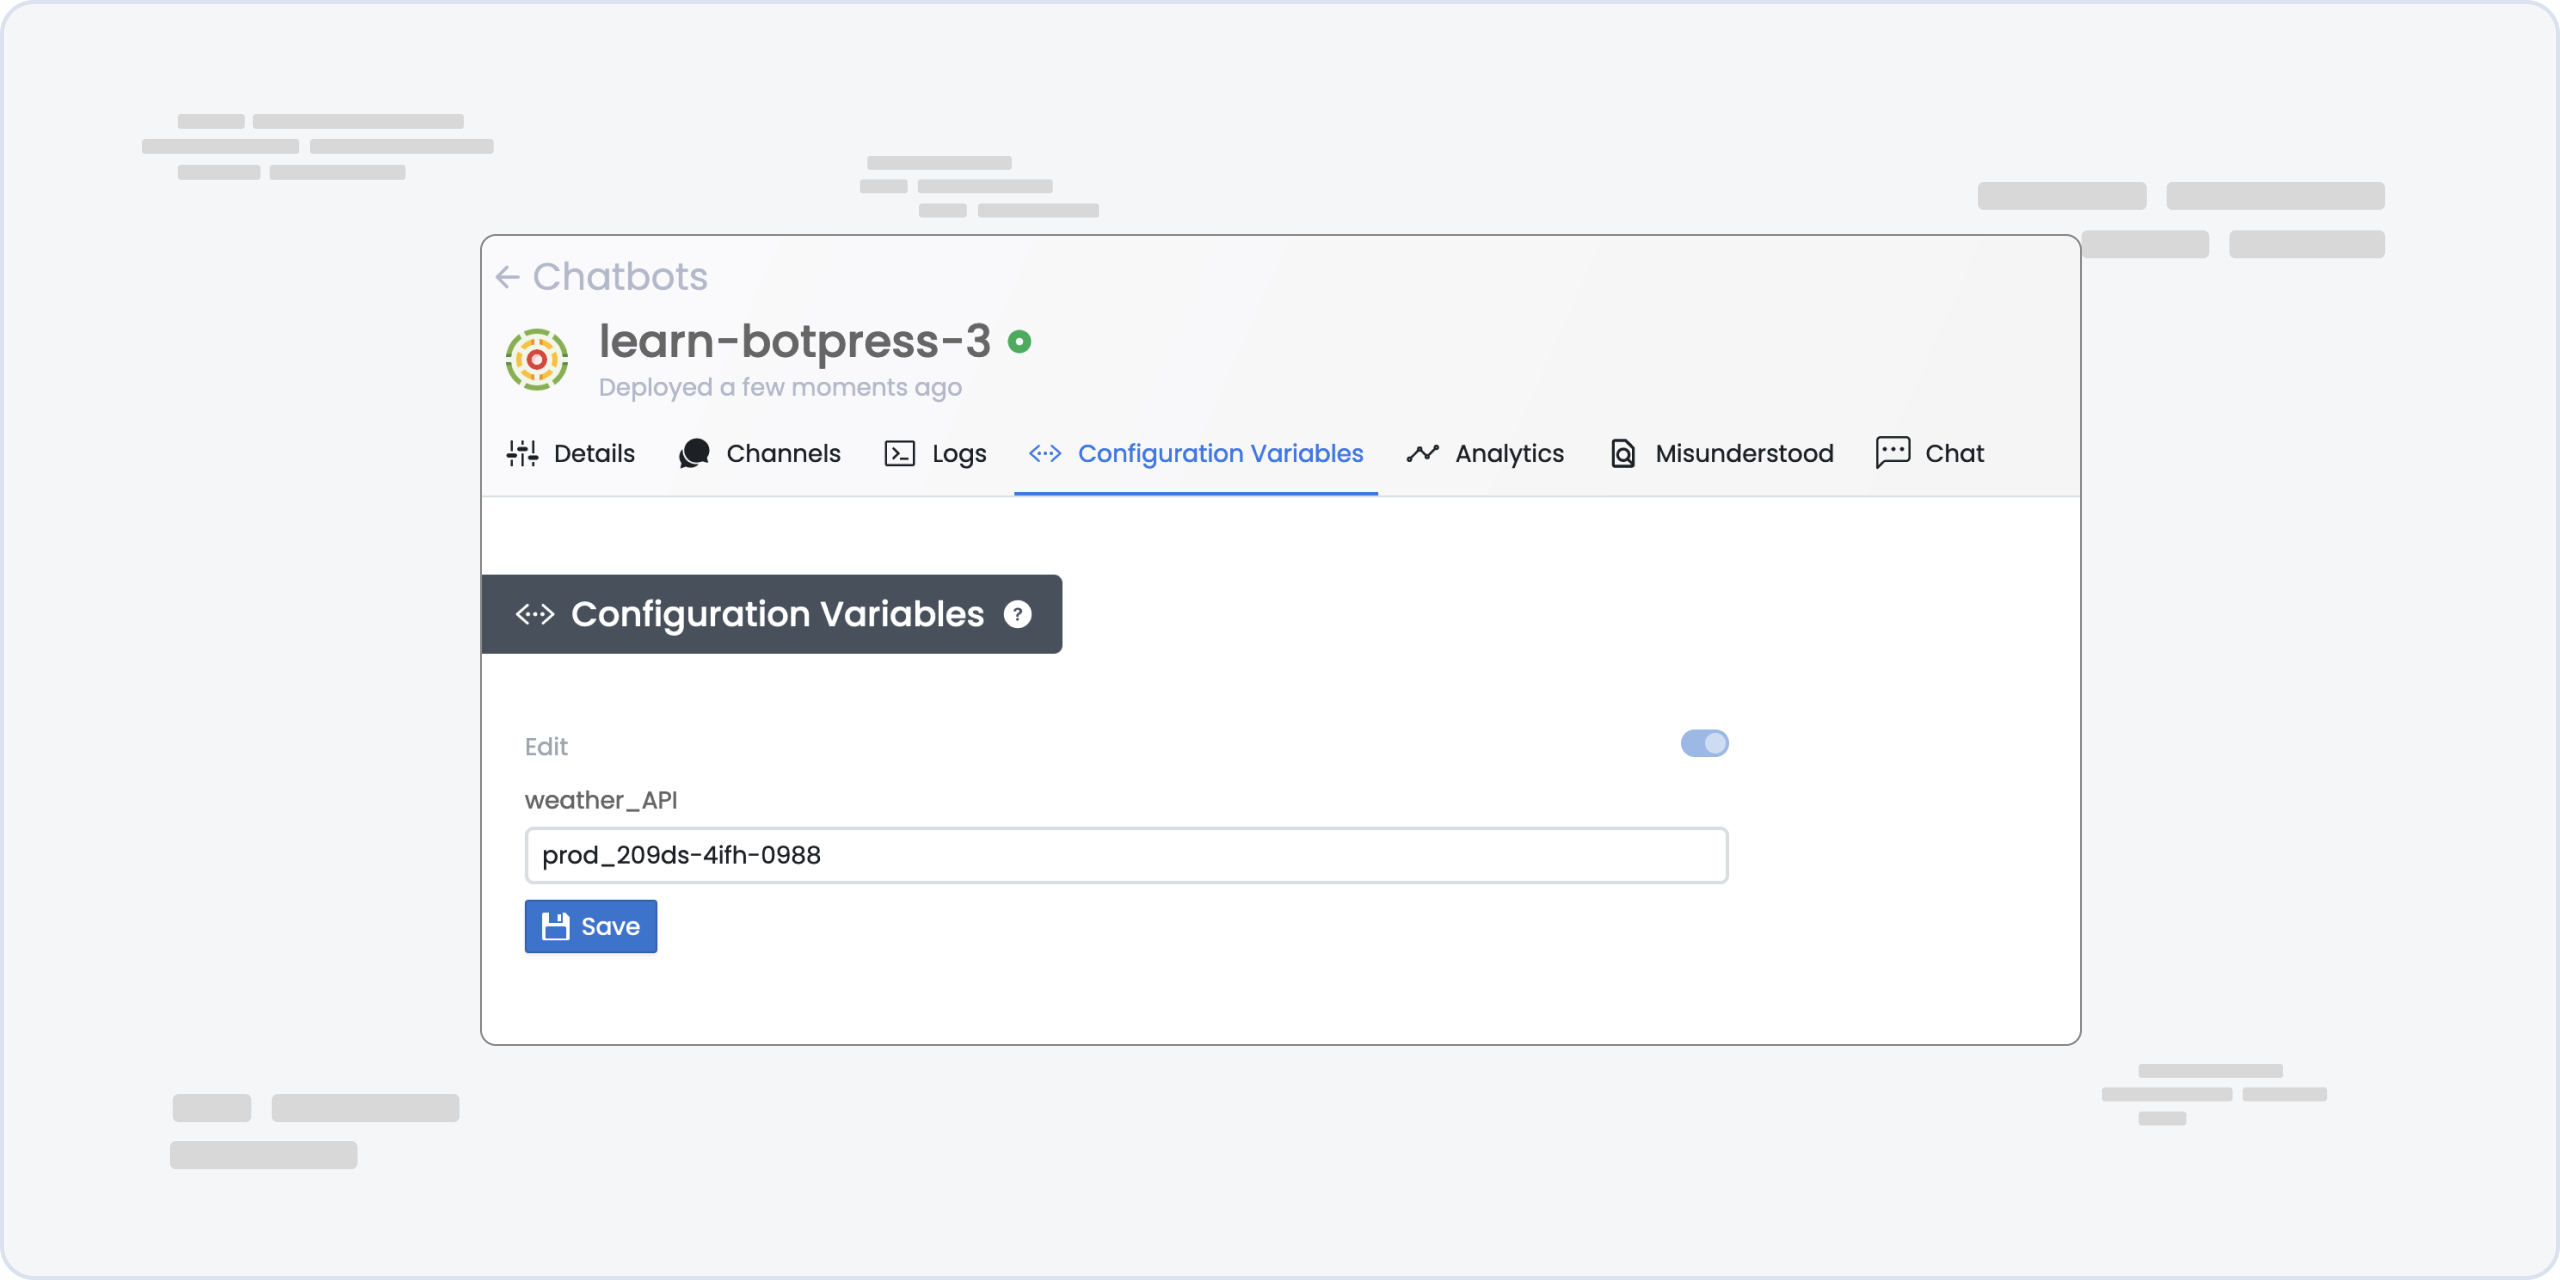 Chatbots
learn-botpress-3
Deployed a few moments ago
Details Channels Logs Configuration Variables Analytics Misunderstood Chat
Configuration Variables ?
Edit
weather_API
prod_209ds-4ifh-0988
Save